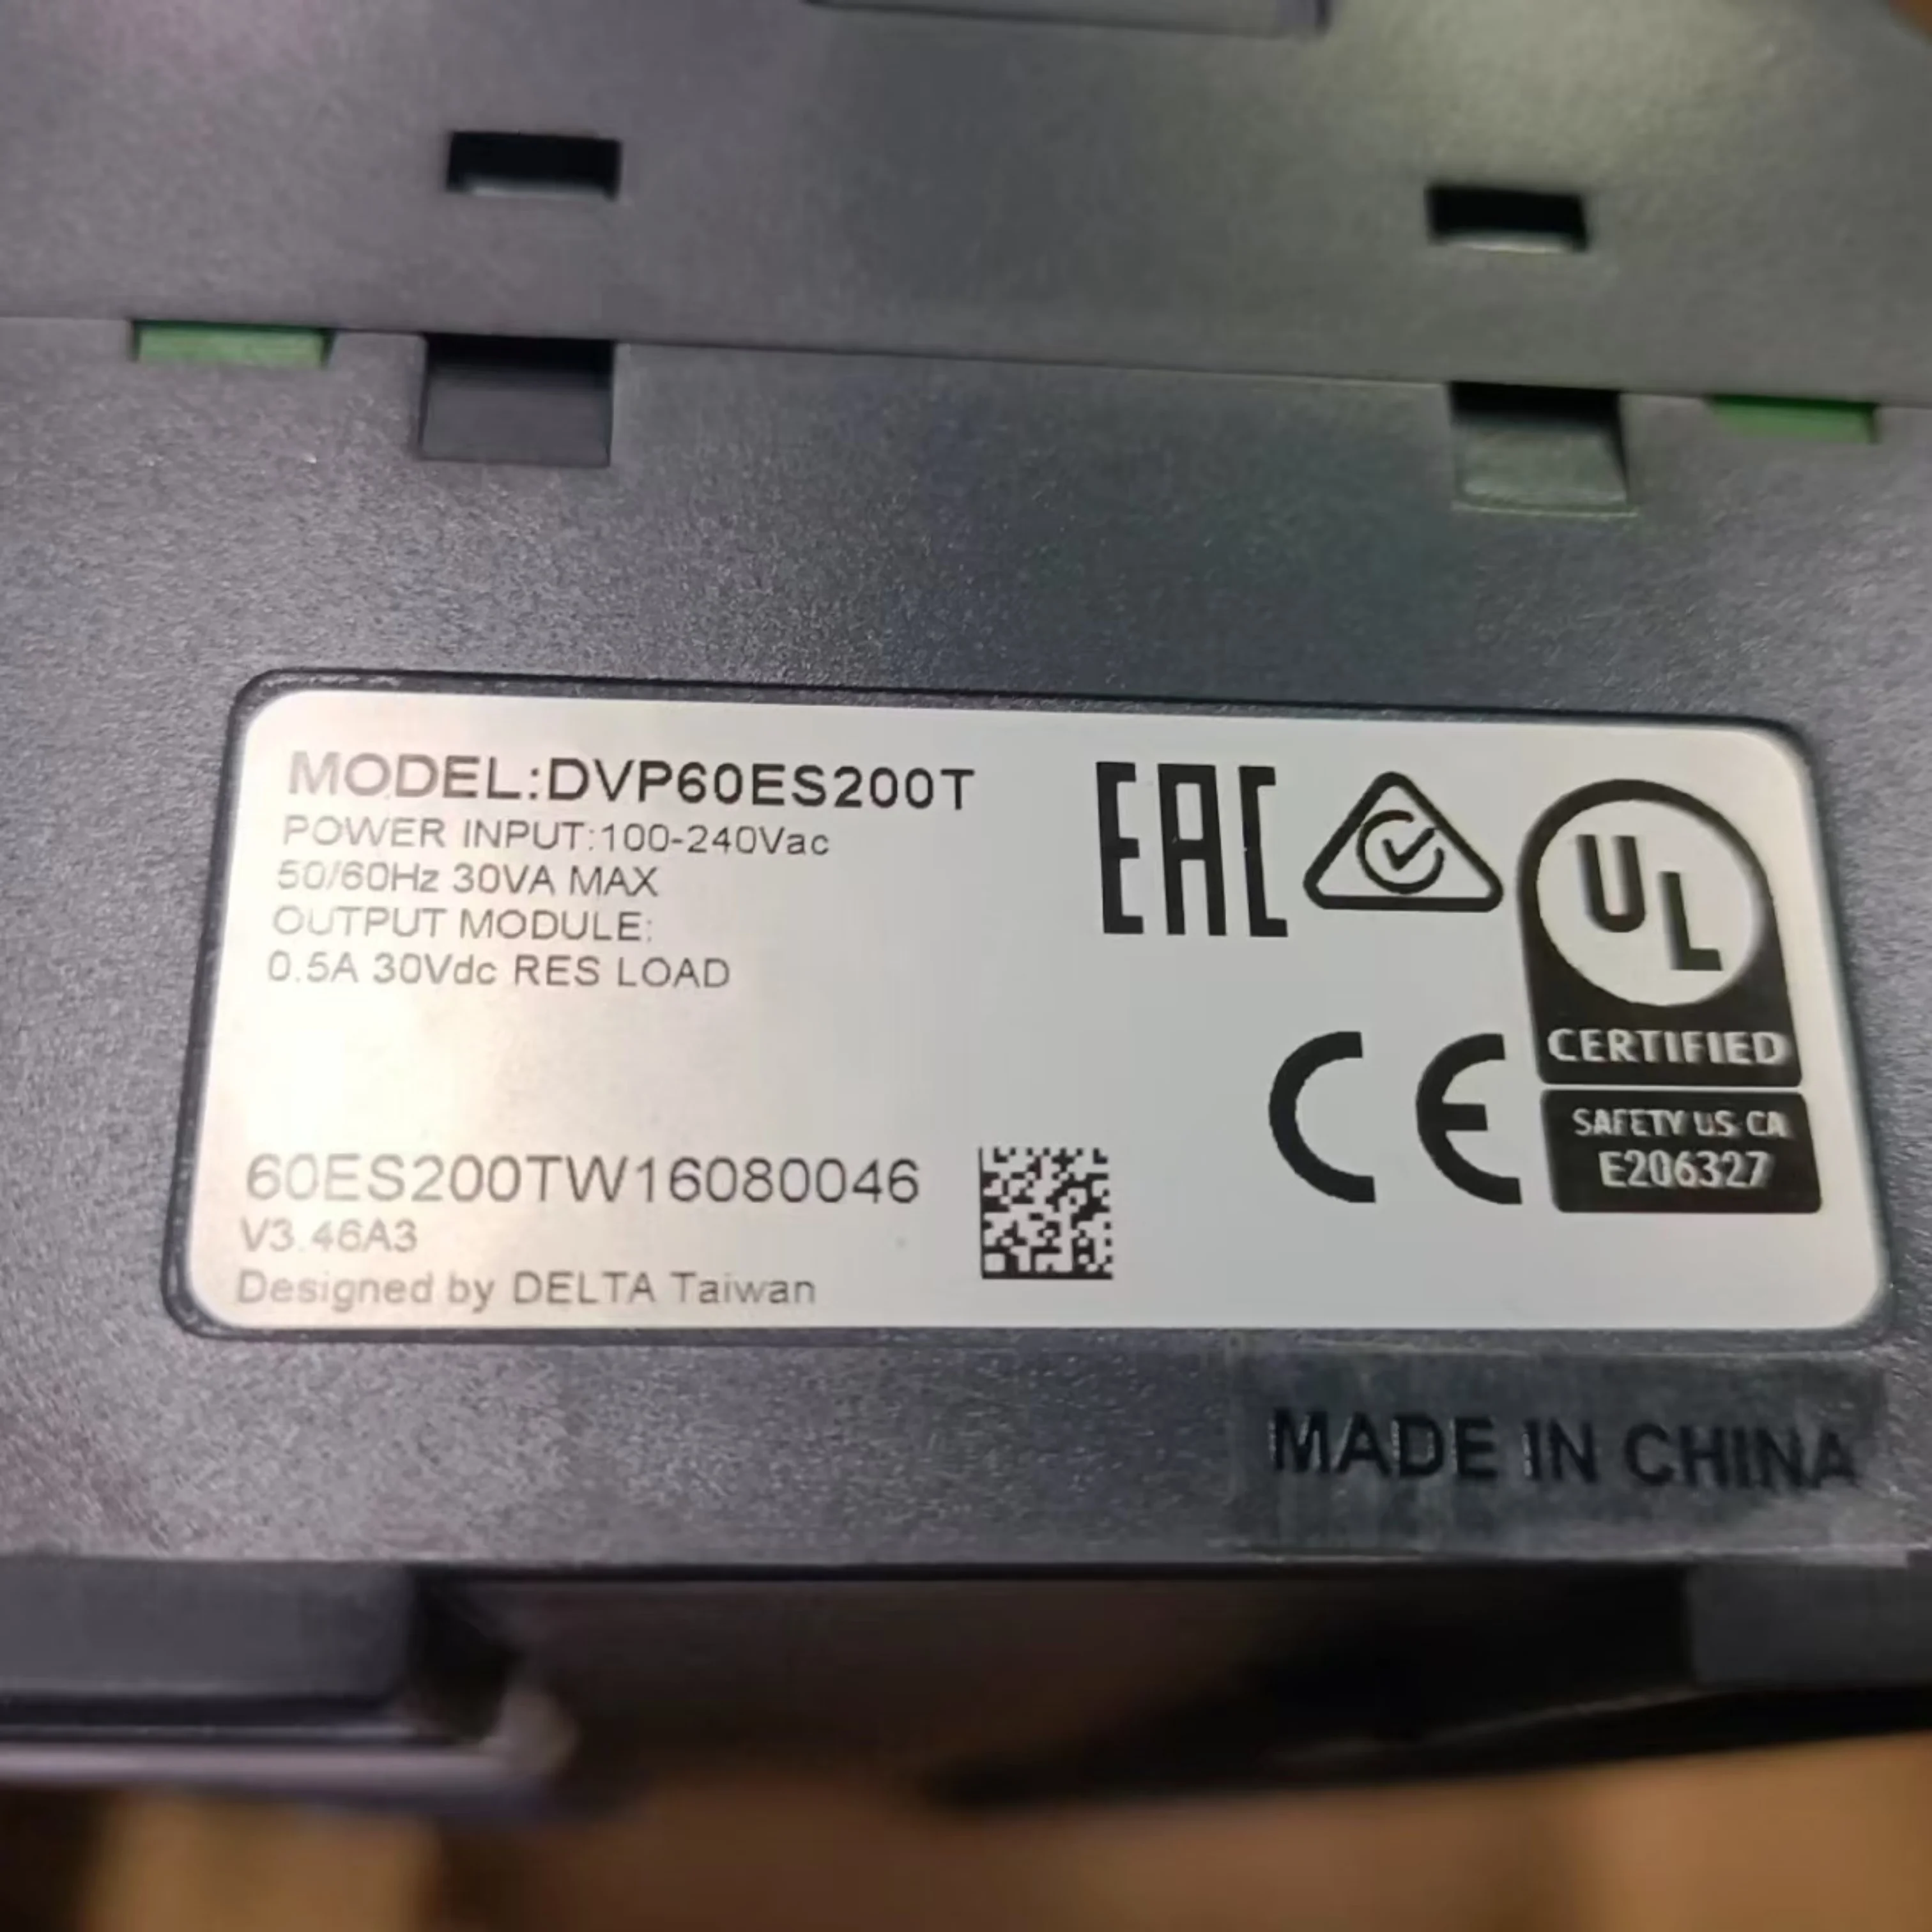 MODEL:DVP60ES200T
POWER INPUT:100-240Vac
50/60Hz 30VA MAX
OUTPUT MODULE:
0.5A 30Vdc RES LOAD
60ES200TW16080046
V3.46A3
Designed by DELTA Taiwan
EAC
UL
CERTIFIED
SAFETY US CA
E206327
CE
MADE IN CHINA